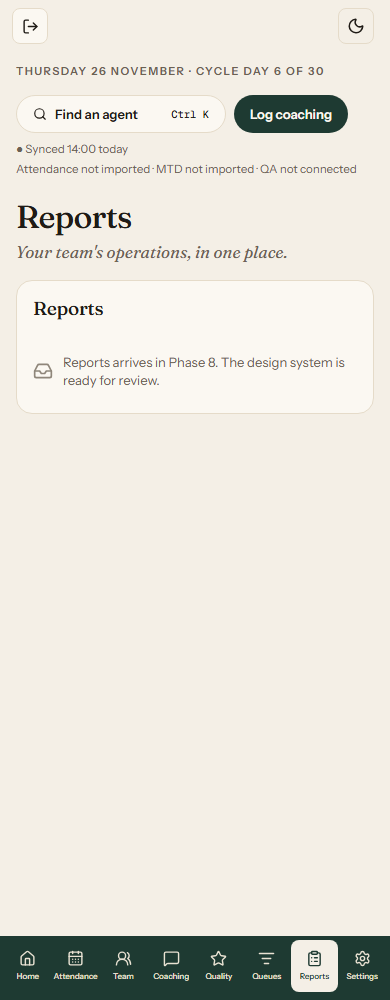 THURSDAY 26 NOVEMBER · CYCLE DAY 6 OF 30
Find an agent Ctrl K
Log coaching
● Synced 14:00 today
Attendance not imported · MTD not imported · QA not connected
Reports
Your team's operations, in one place.
Reports
Reports arrives in Phase 8. The design system is
ready for review.
Home Attendance Team Coaching Quality Queues Reports Settings